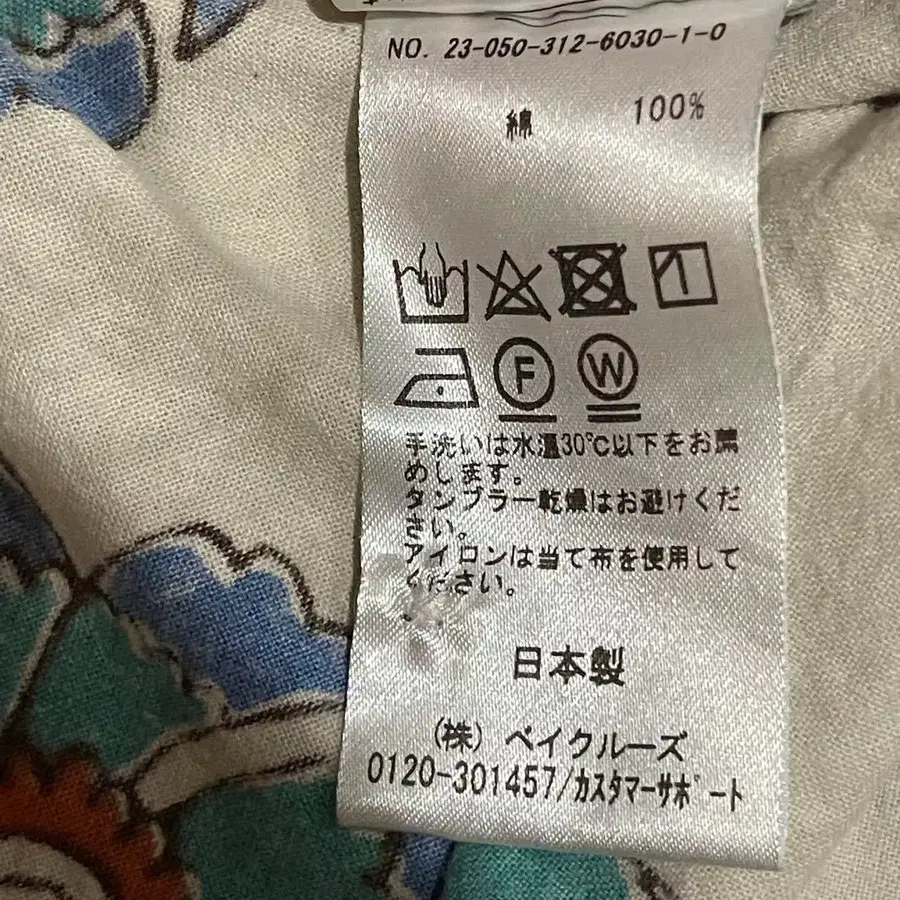 NO. 23-050-312-6030-1-0
綿 100%
F W
手洗いは水温30℃以下をお薦
めします。
タンブラー乾燥はお避けくだ
さい。
アイロンは当て布を使用して
ください。
日本製
(株) ベイクルーズ
0120-301457/カスタマーサポート